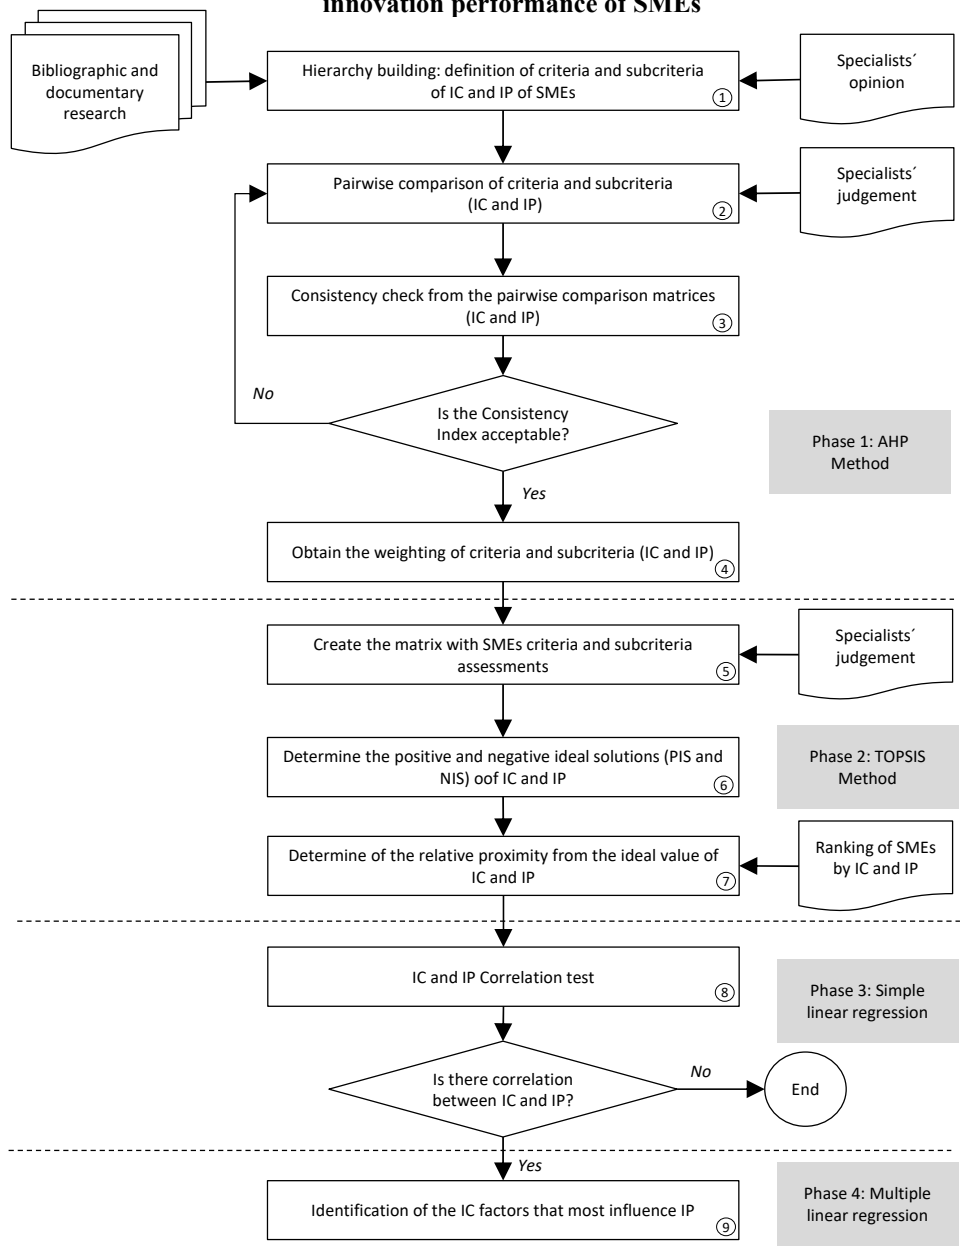 innovation performance of SMEs
Bibliographic and
documentary
research
Hierarchy building: definition of criteria and subcriteria
of IC and IP of SMEs
1
Specialists´
opinion
Pairwise comparison of criteria and subcriteria
(IC and IP)
2
Specialists´
judgement
Consistency check from the pairwise comparison matrices
(IC and IP)
3
No
Is the Consistency
Index acceptable?
Phase 1: AHP
Method
Yes
Obtain the weighting of criteria and subcriteria (IC and IP)
4
Create the matrix with SMEs criteria and subcriteria
assessments
5
Specialists´
judgement
Determine the positive and negative ideal solutions (PIS and
NIS) oof IC and IP
6
Phase 2: TOPSIS
Method
Determine of the relative proximity from the ideal value of
IC and IP
7
Ranking of SMEs
by IC and IP
IC and IP Correlation test
8
Phase 3: Simple
linear regression
Is there correlation
between IC and IP?
No
End
Yes
Identification of the IC factors that most influence IP
9
Phase 4: Multiple
linear regression